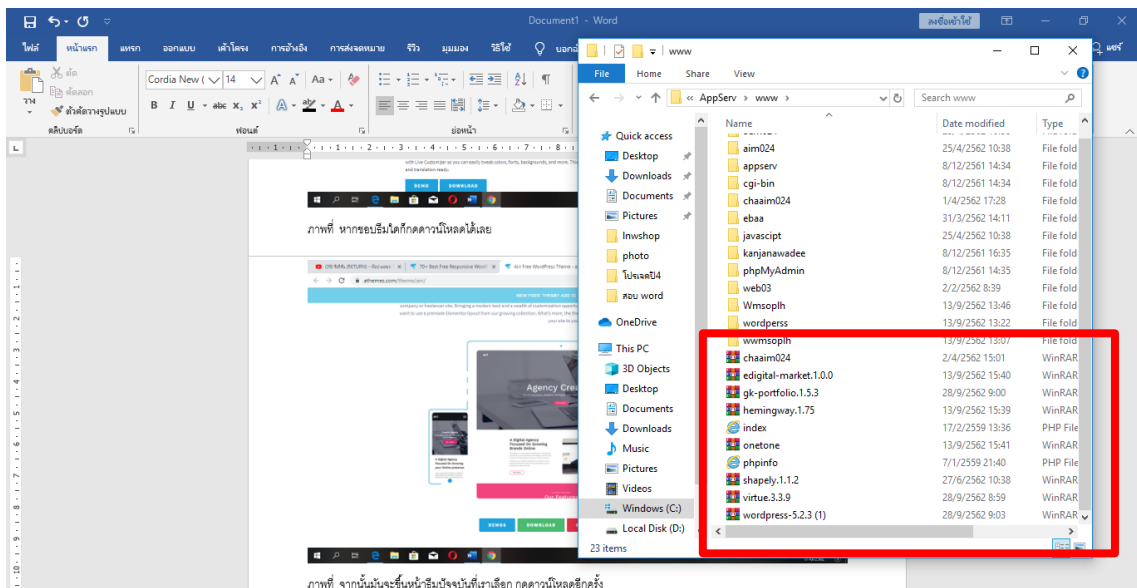 Document1 - Word
ลงชื่อเข้าใช้
ไฟล์ หน้าแรก แทรก ออกแบบ เค้าโครง การอ้างอิง การส่งจดหมาย รีวิว มุมมอง วิธีใช้ แชร์
วาง
ตัด
คัดลอก
ตัวคัดวางรูปแบบ
คลิปบอร์ด
Cordia New ( 14
ฟอนต์
ย่อหน้า
DEMO DOWNLOAD
ภาพที่ หากชอบธีมใดก็กดดาวน์โหลดได้เลย
athemes.com/theme/airi/
Agency Crea
DEMOS DOWNLOAD
ภาพที่ จากนั้นมันจะขึ้นหน้าธีมปัจจุบันที่เราเลือก กดดาวน์โหลดอีกครั้ง
www
File Home Share View
« AppServ › www ›
Search www
Quick access
Desktop
Downloads
Documents
Pictures
lnwshop
photo
โปรเจคปี4
สอบ word
OneDrive
This PC
3D Objects
Desktop
Documents
Downloads
Music
Pictures
Videos
Windows (C:)
Local Disk (D:)
23 items
Name Date modified Type
aim024 25/4/2562 10:38 File fold
appserv 8/12/2561 14:34 File fold
cgi-bin 8/12/2561 14:34 File fold
chaaim024 1/4/2562 17:28 File fold
ebaa 31/3/2562 14:11 File fold
javascipt 25/4/2562 10:38 File fold
kanjanawadee 8/12/2561 16:35 File fold
phpMyAdmin 8/12/2561 14:35 File fold
web03 2/2/2562 8:39 File fold
Wmsoplh 13/9/2562 13:46 File fold
wordperss 13/9/2562 13:22 File fold
wwmsoplh 13/9/2562 13:07 File fold
chaaim024 2/4/2562 15:01 WinRAR
edigital-market.1.0.0 13/9/2562 15:40 WinRAR
gk-portfolio.1.5.3 28/9/2562 9:00 WinRAR
hemingway.1.75 13/9/2562 15:39 WinRAR
index 17/2/2559 13:36 PHP File
onetone 13/9/2562 15:41 WinRAR
phpinfo 7/1/2559 21:40 PHP File
shapely.1.1.2 27/6/2562 10:38 WinRAR
virtue.3.3.9 28/9/2562 8:59 WinRAR
wordpress-5.2.3 (1) 28/9/2562 9:03 WinRAR